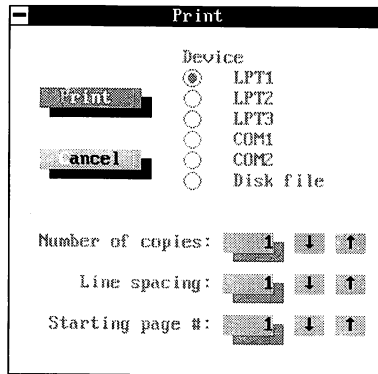 Print
Device
Print
LPT1
LPT2
LPT3
COM1
Cancel
COM2
Disk file
Number of copies: 1 ↓ ↑
Line spacing: 1 ↓ ↑
Starting page #: 1 ↓ ↑